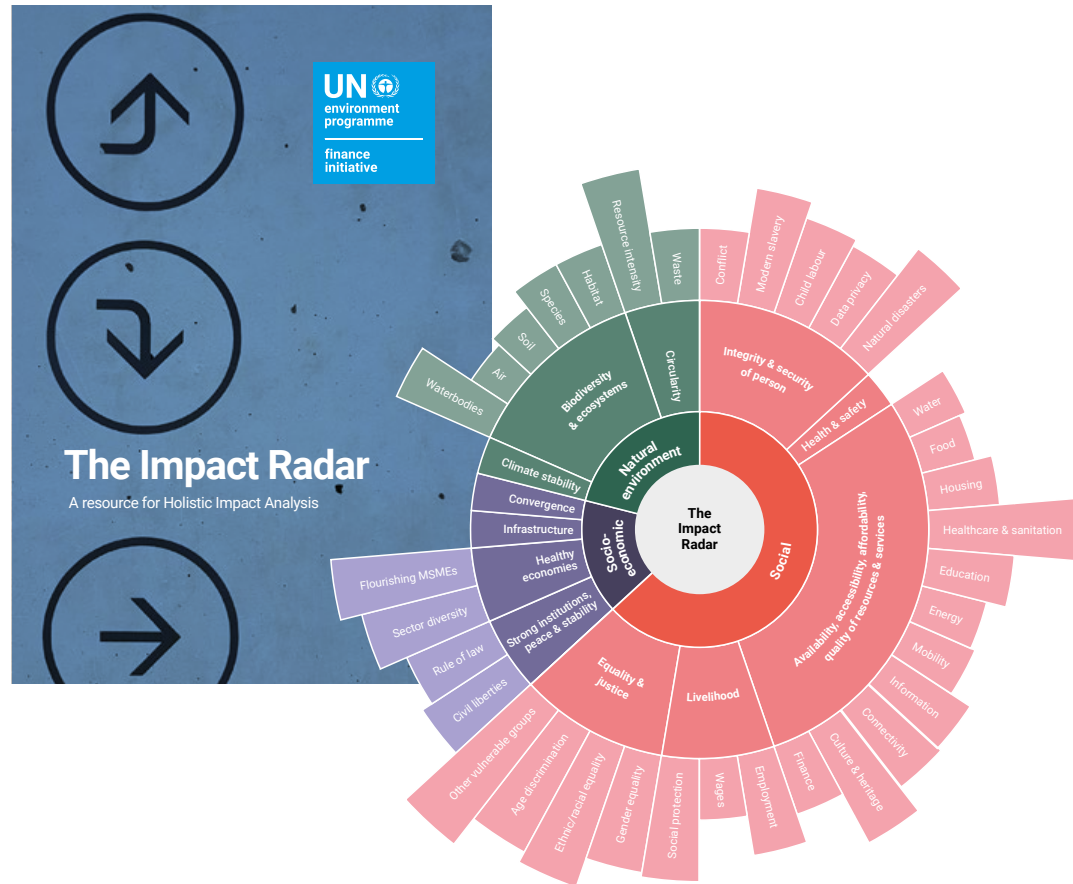 UN
environment
programme
finance
initiative
The Impact Radar
A resource for Holistic Impact Analysis
The
Impact
Radar
Social
Integrity & security
of person
Conflict
Modern slavery
Child labour
Data privacy
Natural disasters
Health & safety
Availability, accessibility, affordability,
quality of resources & services
Water
Food
Housing
Healthcare & sanitation
Education
Energy
Mobility
Information
Connectivity
Culture & heritage
Finance
Livelihood
Employment
Wages
Social protection
Equality &
justice
Gender equality
Ethnic/racial equality
Age discrimination
Other vulnerable groups
Socio-
economic
Strong institutions,
peace & stability
Civil liberties
Rule of law
Healthy
economies
Sector diversity
Flourishing MSMEs
Infrastructure
Convergence
Natural
environment
Climate stability
Biodiversity
& ecosystems
Waterbodies
Air
Soil
Species
Habitat
Circularity
Resource intensity
Waste